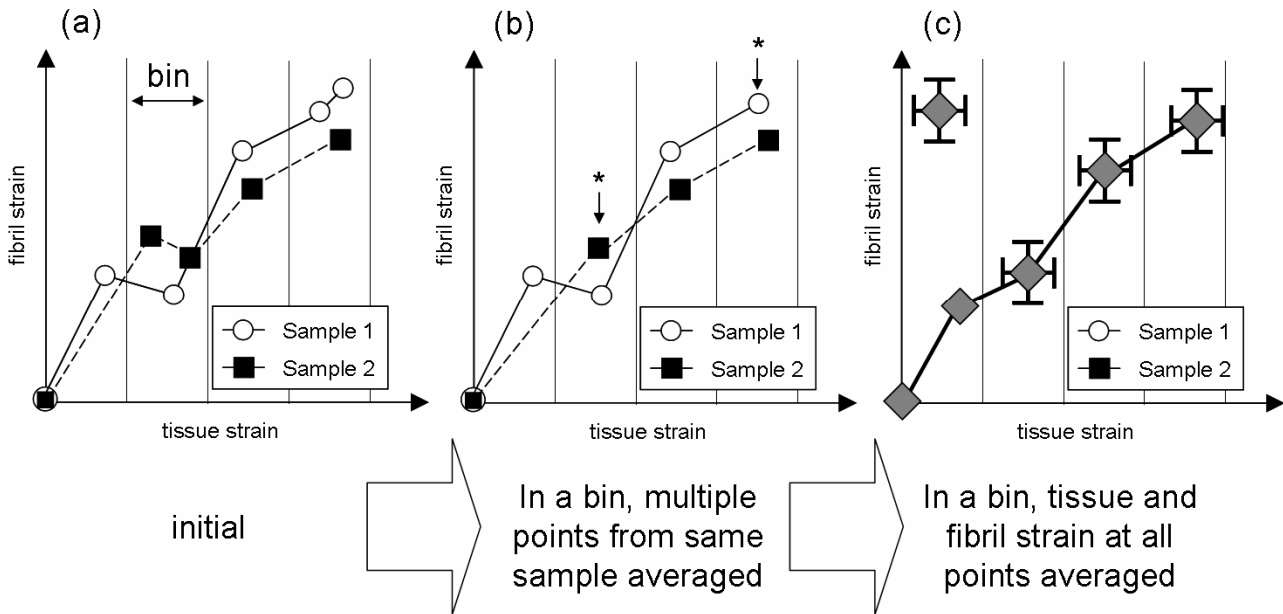 (a)
bin
fibril strain
Sample 1
Sample 2
tissue strain
initial
(b)
*
*
fibril strain
Sample 1
Sample 2
tissue strain
In a bin, multiple
points from same
sample averaged
(c)
fibril strain
Sample 1
Sample 2
tissue strain
In a bin, tissue and
fibril strain at all
points averaged